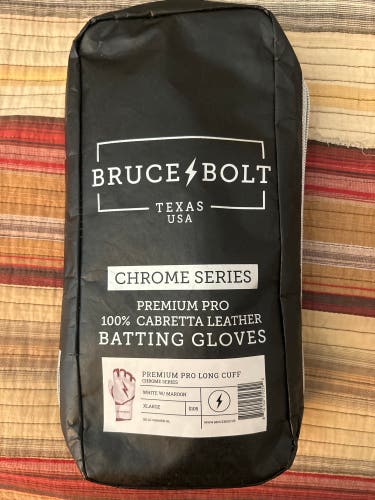 BRUCE BOLT
TEXAS
USA
CHROME SERIES
PREMIUM PRO
100% CABRETTA LEATHER
BATTING GLOVES
PREMIUM PRO LONG CUFF
CHROME SERIES
WHITE W/ MAROON
XLARGE